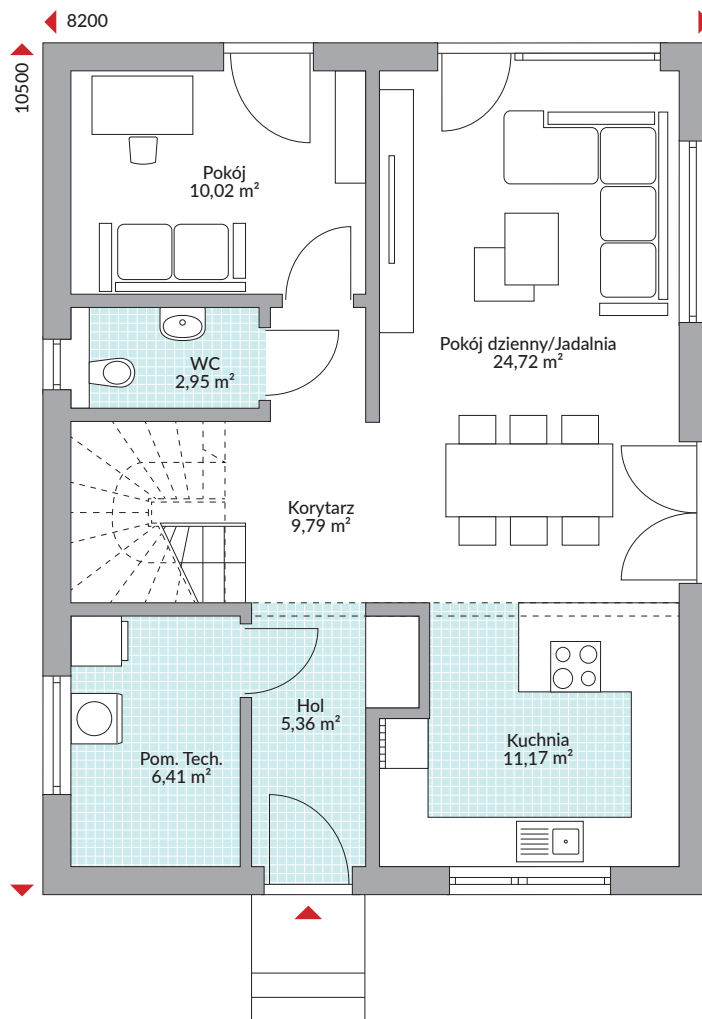 8200
10500
Pokój
10,02 m²
Pokój dzienny/Jadalnia
24,72 m²
WC
2,95 m²
Korytarz
9,79 m²
Hol
5,36 m²
Kuchnia
11,17 m²
Pom. Tech.
6,41 m²